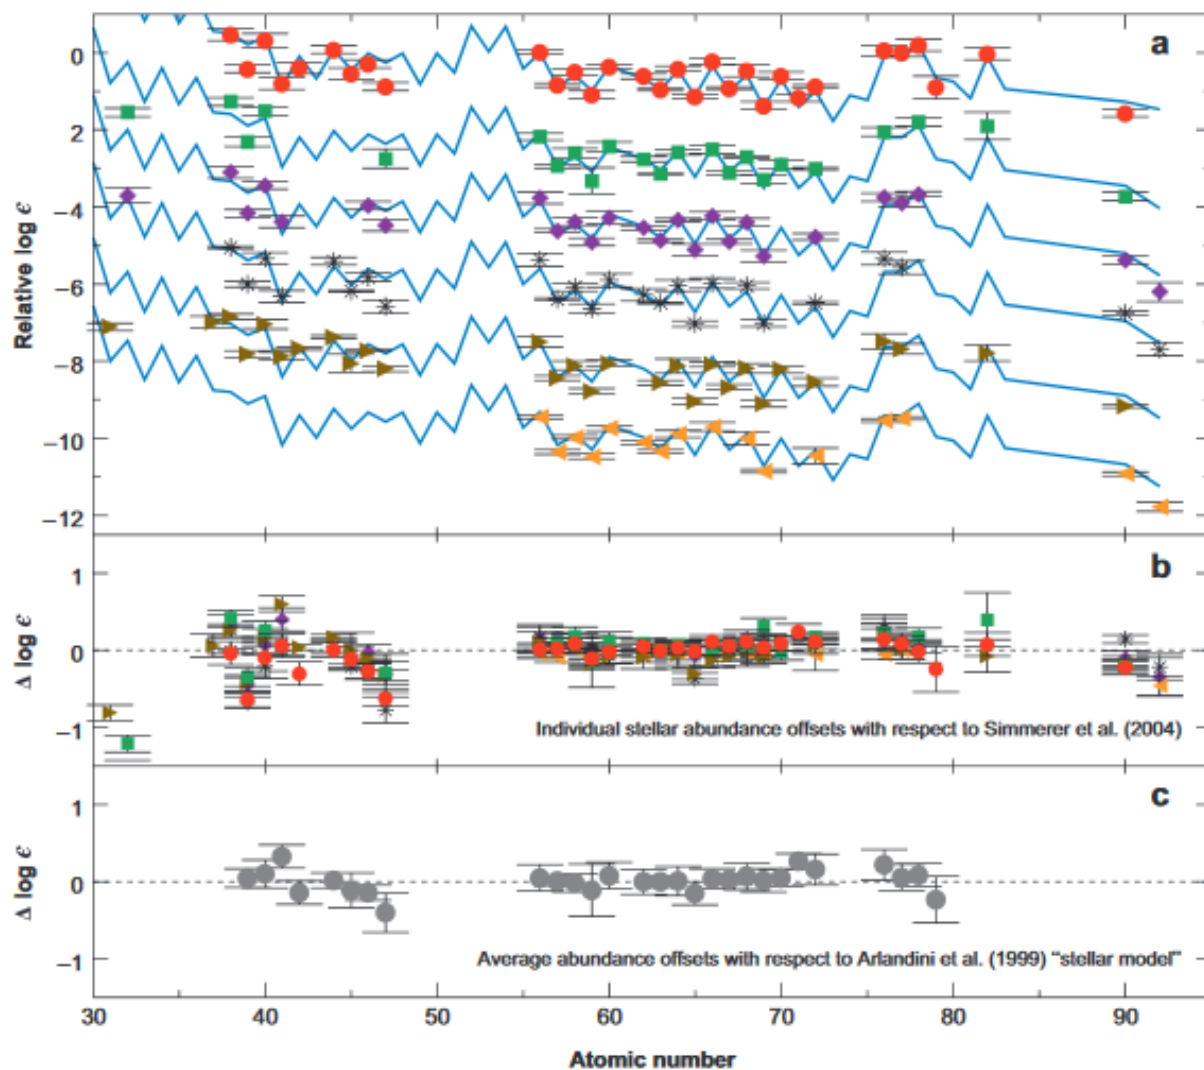 a
0
2
−4
−6
−8
−10
−12
Relative log ϵ
b
1
0
−1
Δ log ϵ
Individual stellar abundance offsets with respect to Simmerer et al. (2004)
c
1
0
−1
Δ log ϵ
Average abundance offsets with respect to Arlandini et al. (1999) “stellar model”
30 40 50 60 70 80 90
Atomic number